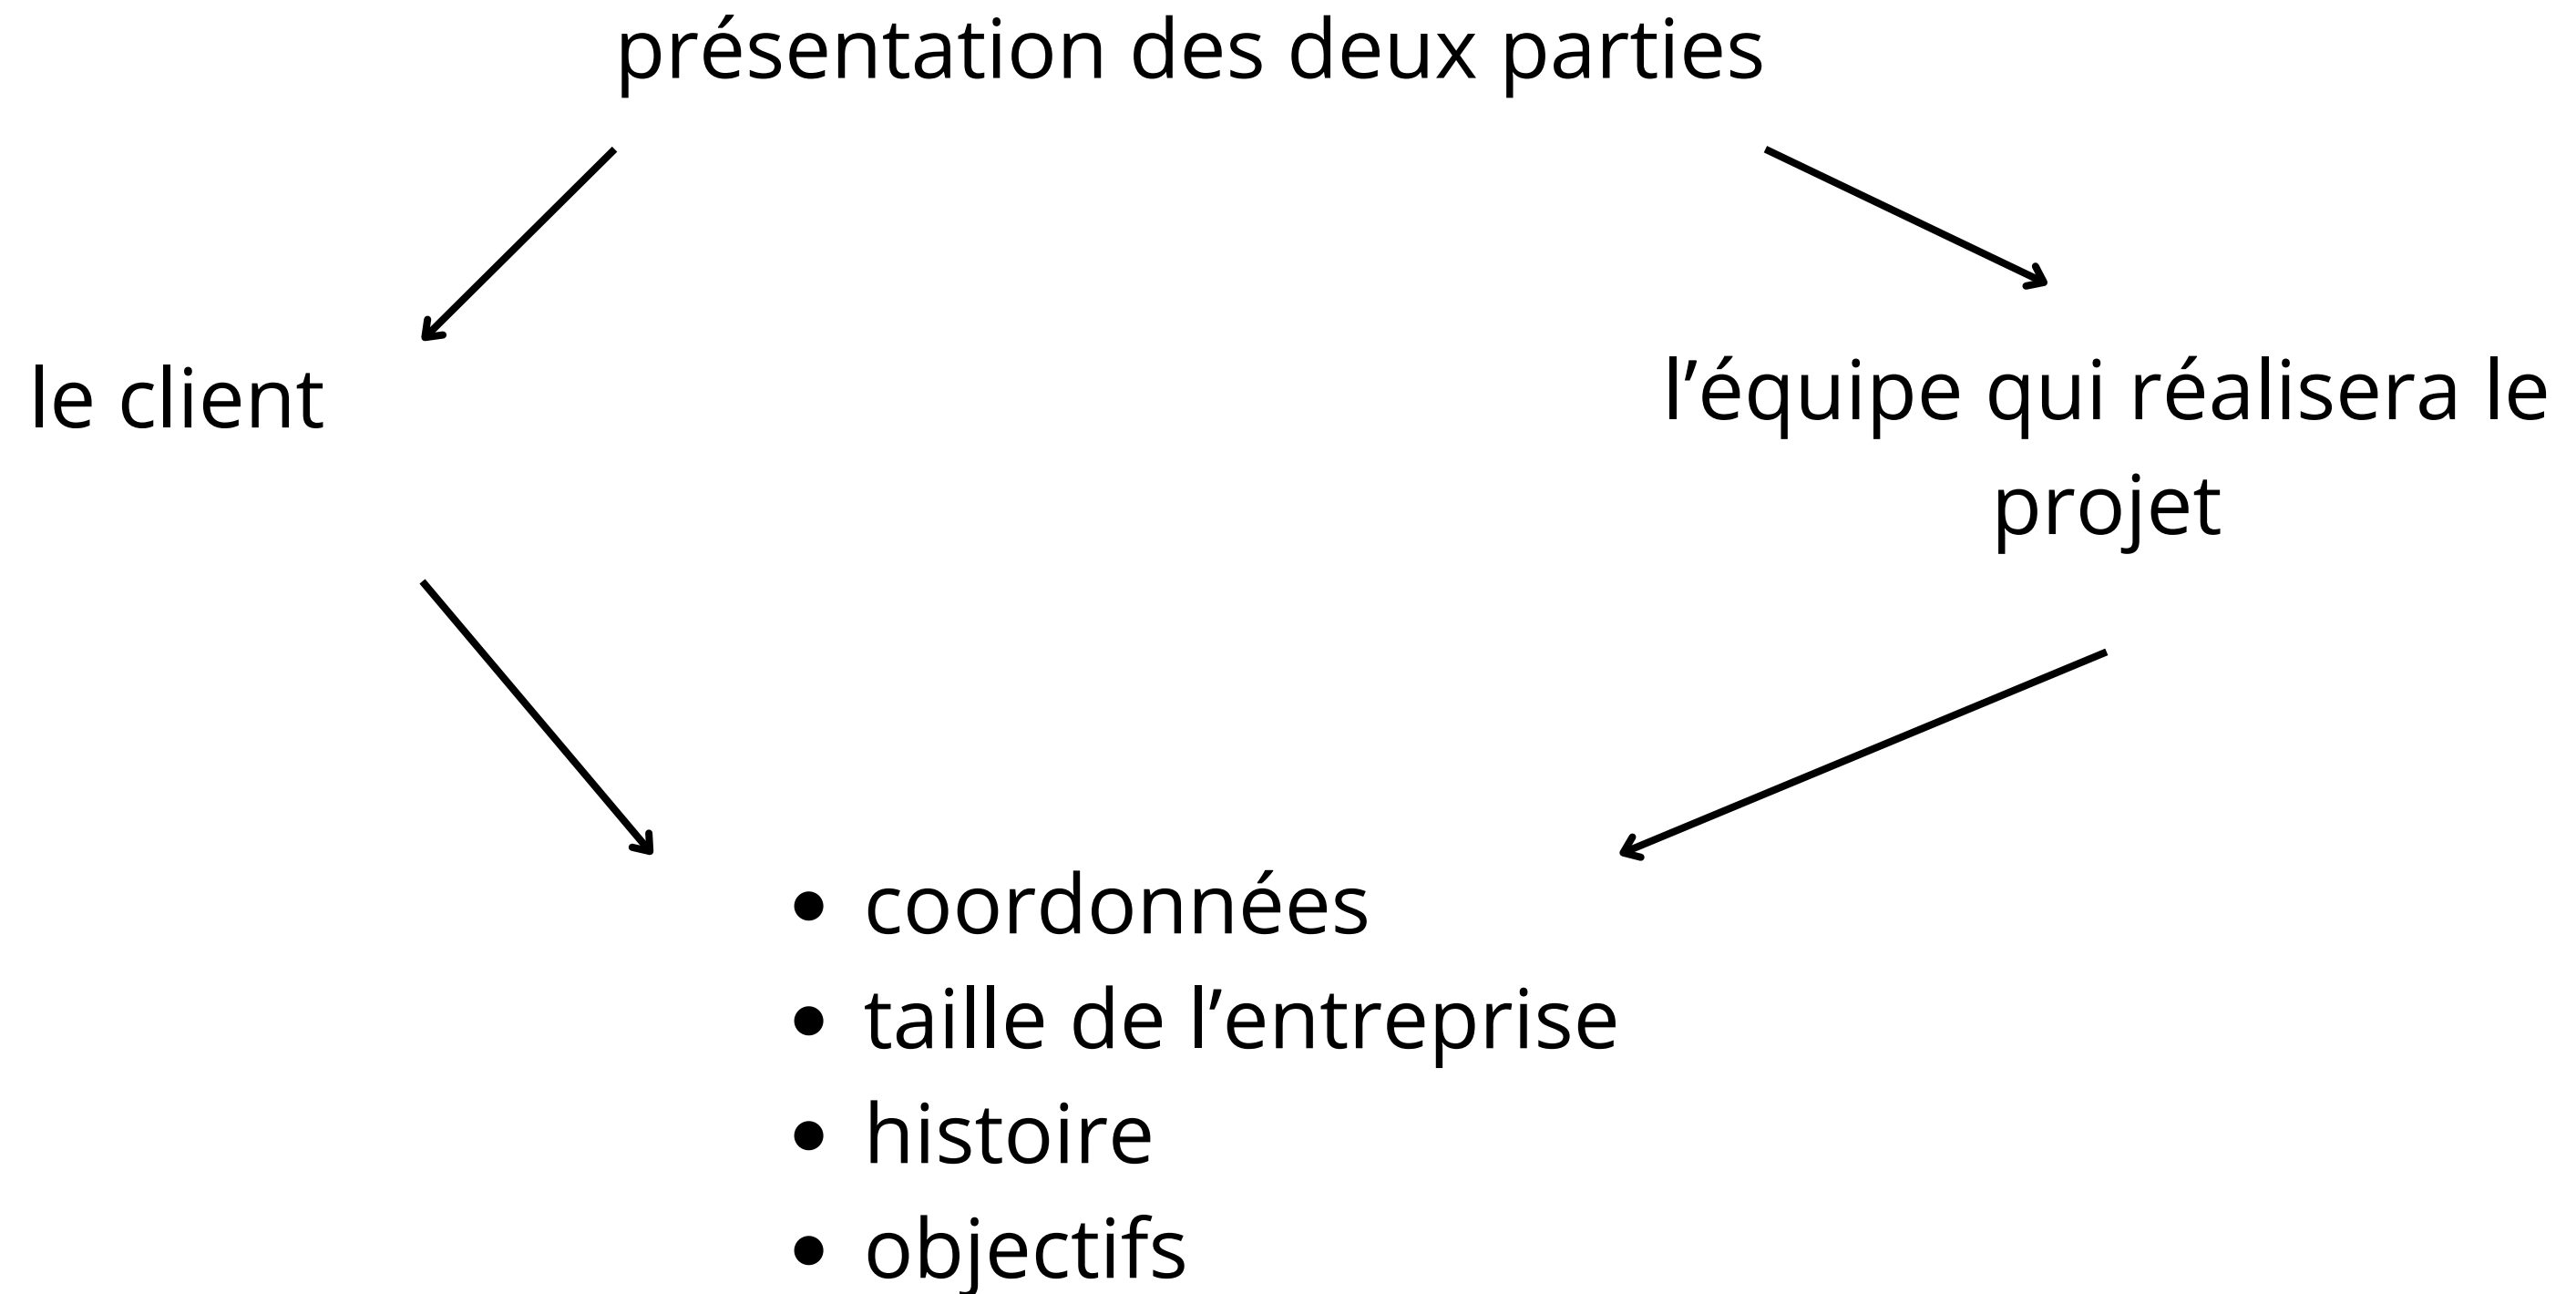 présentation des deux parties
le client
l’équipe qui réalisera le
projet
coordonnées
taille de l’entreprise
histoire
objectifs